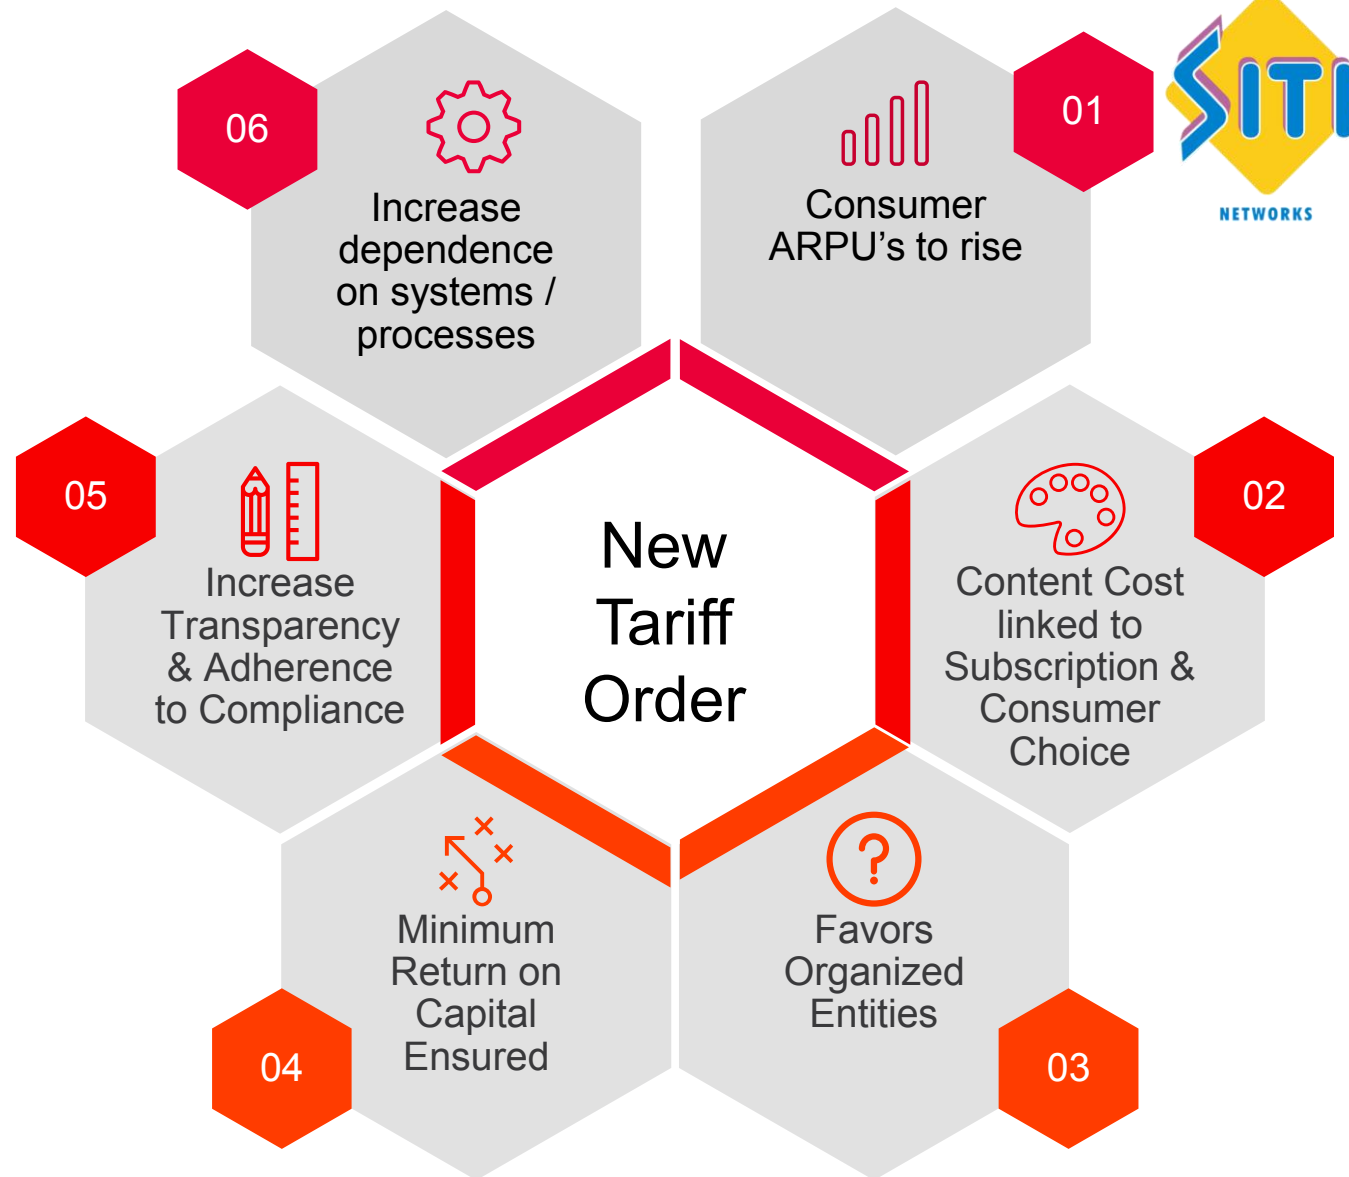 SITI
NETWORKS
01
Consumer
ARPU's to rise
02
Content Cost
linked to
Subscription &
Consumer
Choice
03
Favors
Organized
Entities
04
Minimum
Return on
Capital
Ensured
05
Increase
Transparency
& Adherence
to Compliance
06
Increase
dependence
on systems /
processes
New
Tariff
Order